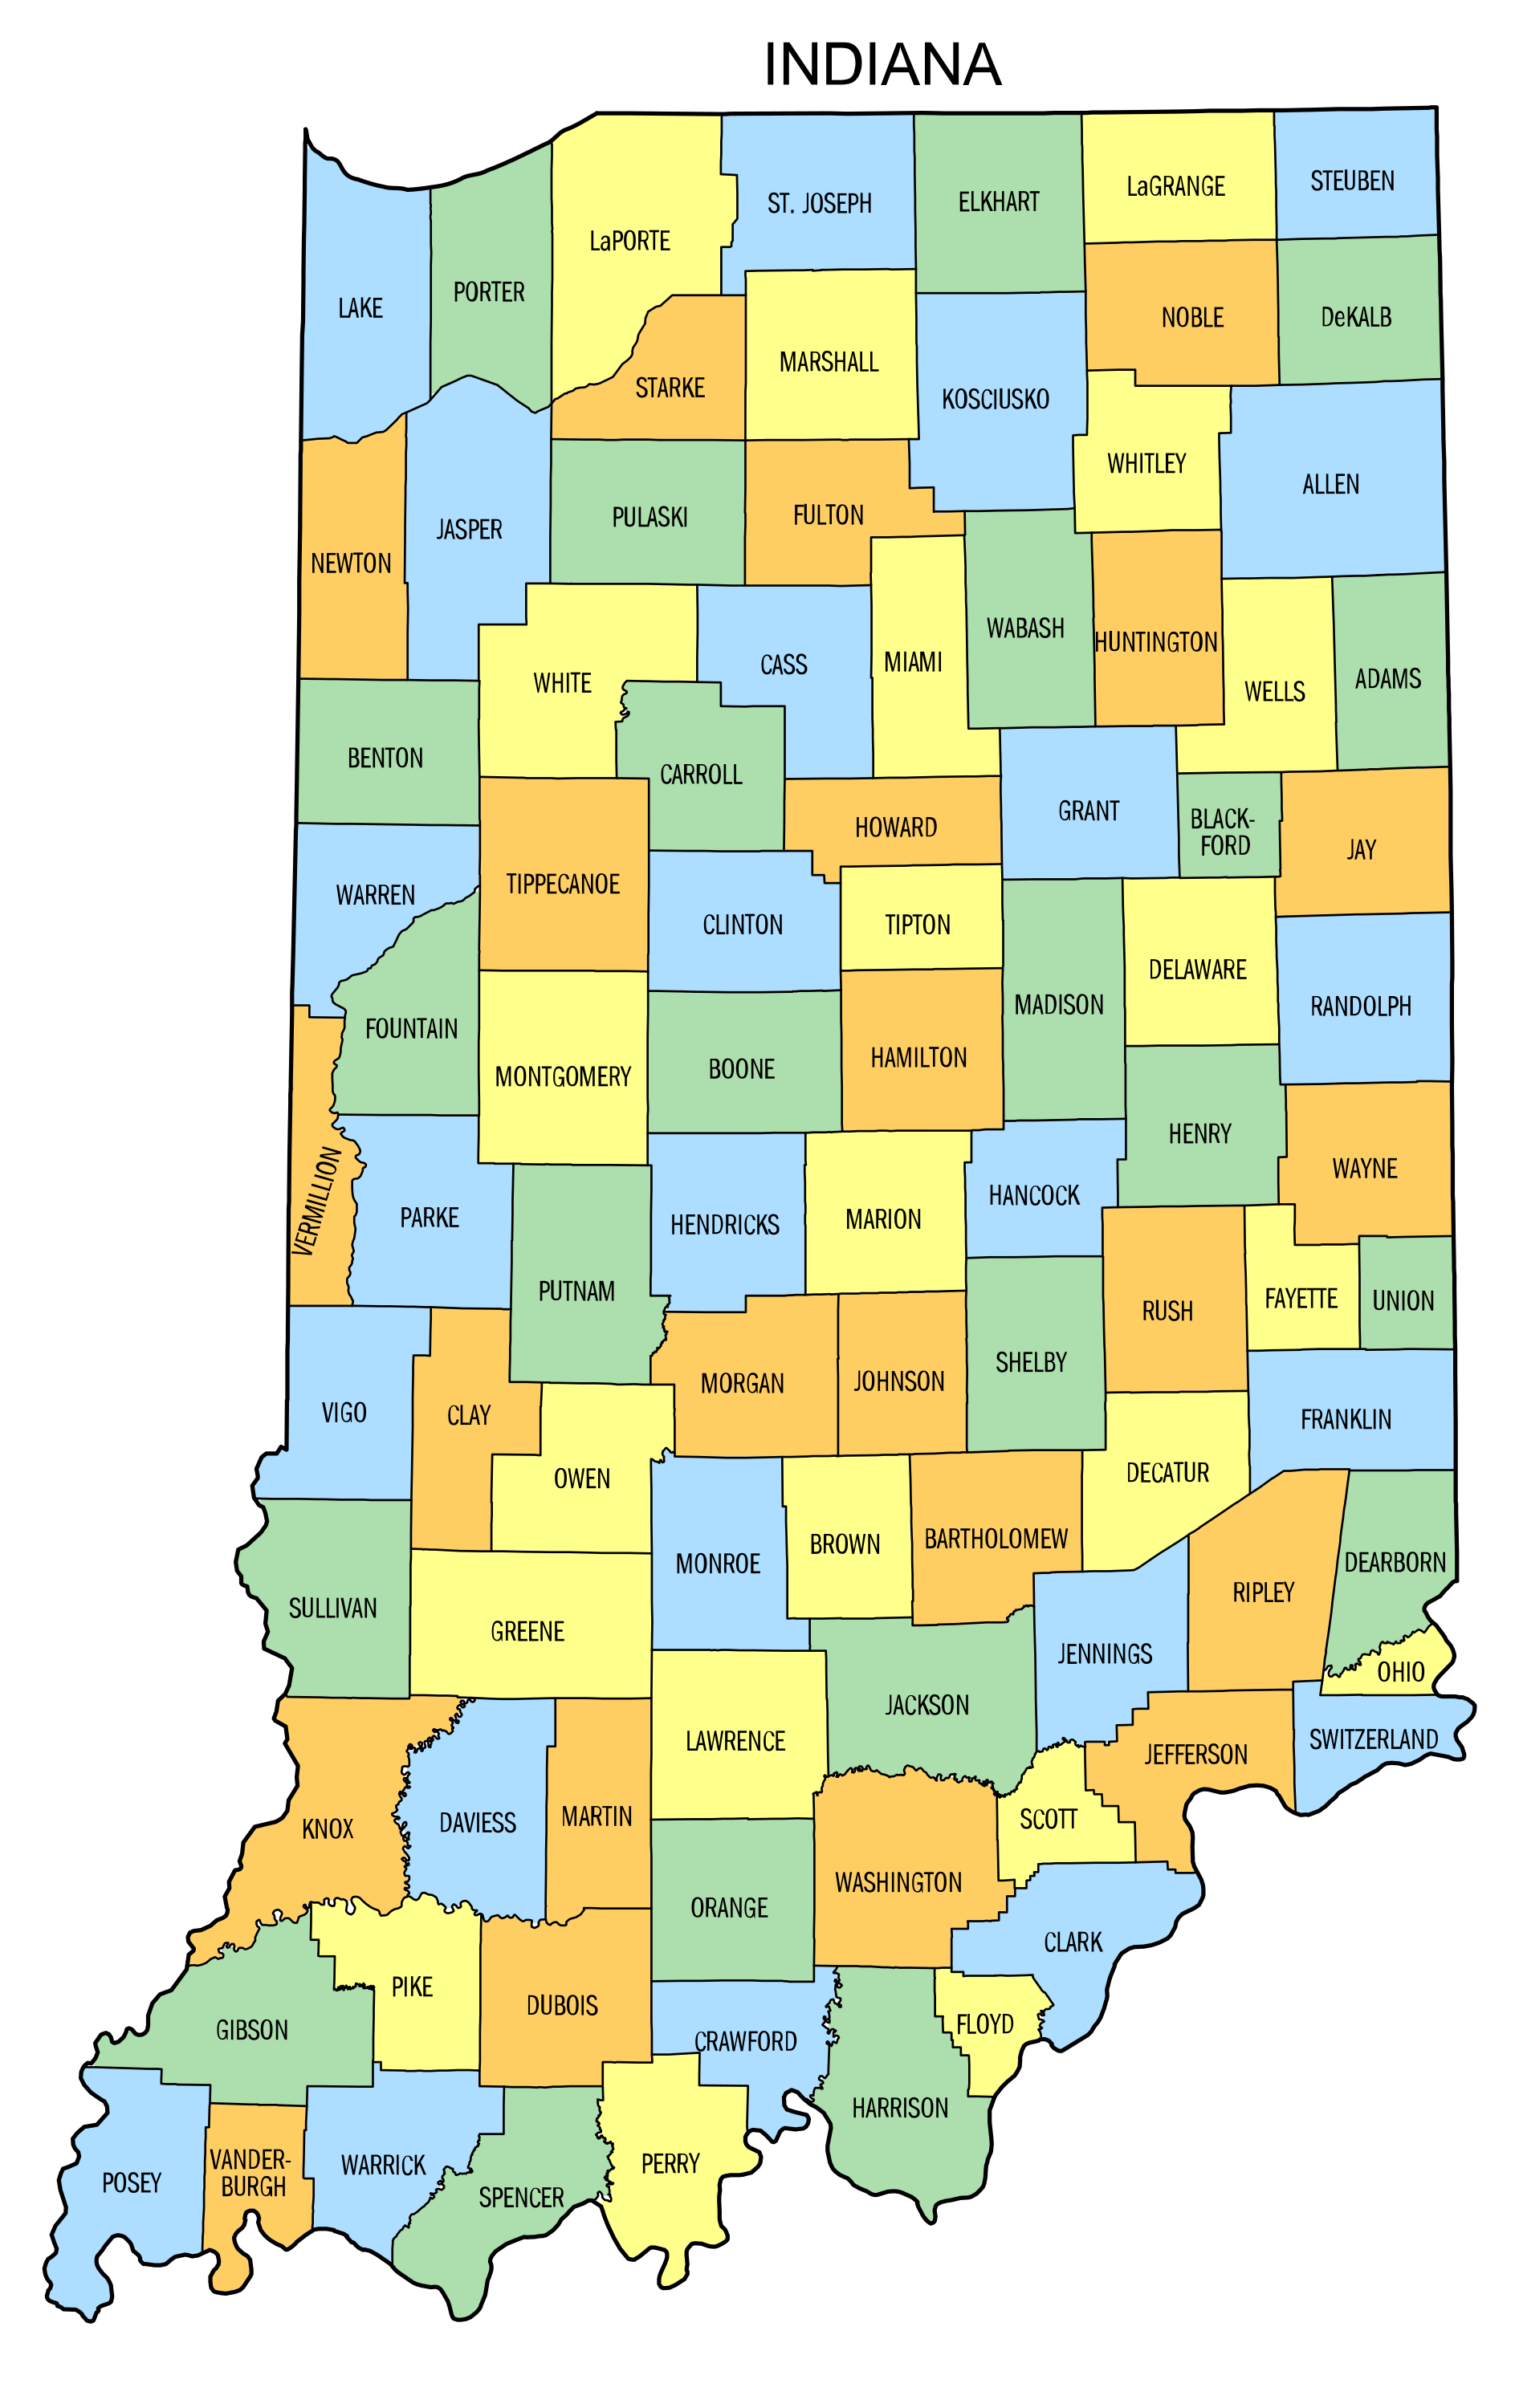 INDIANA
LaGRANGE
STEUBEN
ST. JOSEPH
ELKHART
LaPORTE
PORTER
LAKE
NOBLE
DeKALB
MARSHALL
STARKE
KOSCIUSKO
WHITLEY
ALLEN
PULASKI
FULTON
JASPER
NEWTON
WABASH
HUNTINGTON
MIAMI
CASS
WHITE
WELLS
ADAMS
BENTON
CARROLL
GRANT
HOWARD
BLACK-
FORD
JAY
WARREN
TIPPECANOE
CLINTON
TIPTON
DELAWARE
MADISON
RANDOLPH
FOUNTAIN
HAMILTON
BOONE
MONTGOMERY
HENRY
WAYNE
VERMILLION
PARKE
HENDRICKS
MARION
HANCOCK
PUTNAM
RUSH
FAYETTE
UNION
SHELBY
JOHNSON
MORGAN
VIGO
CLAY
FRANKLIN
OWEN
DECATUR
BARTHOLOMEW
BROWN
MONROE
DEARBORN
RIPLEY
SULLIVAN
GREENE
JENNINGS
OHIO
JACKSON
LAWRENCE
SWITZERLAND
JEFFERSON
MARTIN
DAVIESS
KNOX
SCOTT
WASHINGTON
ORANGE
CLARK
PIKE
DUBOIS
FLOYD
GIBSON
CRAWFORD
HARRISON
VANDER-
BURGH
WARRICK
PERRY
POSEY
SPENCER